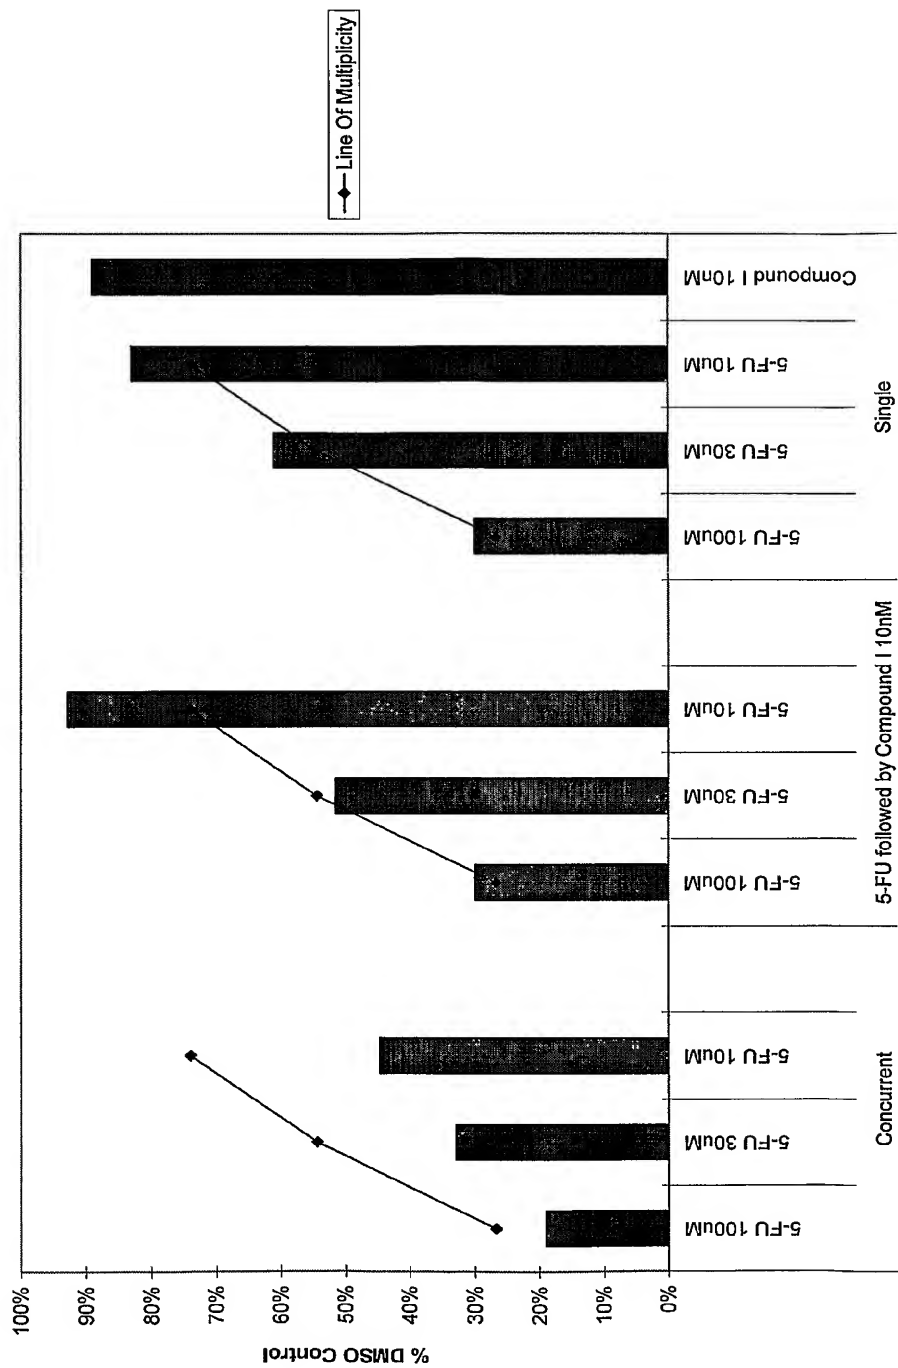 Line Of Multiplicity
100%
90%
80%
70%
60%
50%
40%
30%
20%
10%
0%
% DMSO Control
5-FU 100uM
5-FU 30uM
5-FU 10uM
5-FU 100uM
5-FU 30uM
5-FU 10uM
5-FU 100uM
5-FU 30uM
5-FU 10uM
Compound I 10nM
Concurrent
5-FU followed by Compound I 10nM
Single